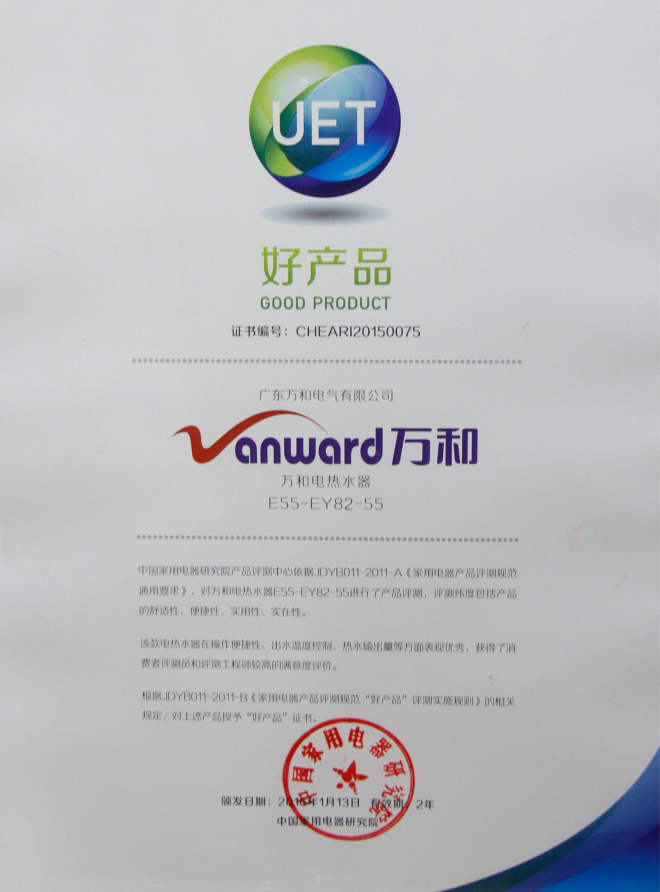 UET
好产品
GOOD PRODUCT
证书编号：CHEARI20150075
广东万和电气有限公司
Vanward 万和
万和电热水器
E55-EY82-55
中国家用电器研究院产品评测中心依据JDYB011-2011-A《家用电器产品评测规范
通用要求》，对万和电热水器E55-EY82-55进行了产品评测，评测纬度包括产品
的舒适性、便捷性、实用性、实在性。
该款电热水器在操作便捷性、出水温度控制、热水输出量等方面表现优秀，获得了消
费者评测员和评测工程师较高的满意度评价。
根据JDYB011-2011-B《家用电器产品评测规范“好产品”评测实施规则》的相关
规定，对上述产品授予“好产品”证书。
中国家用电器研究院
颁发日期：年1月13日 有效期：2年
中国家用电器研究院